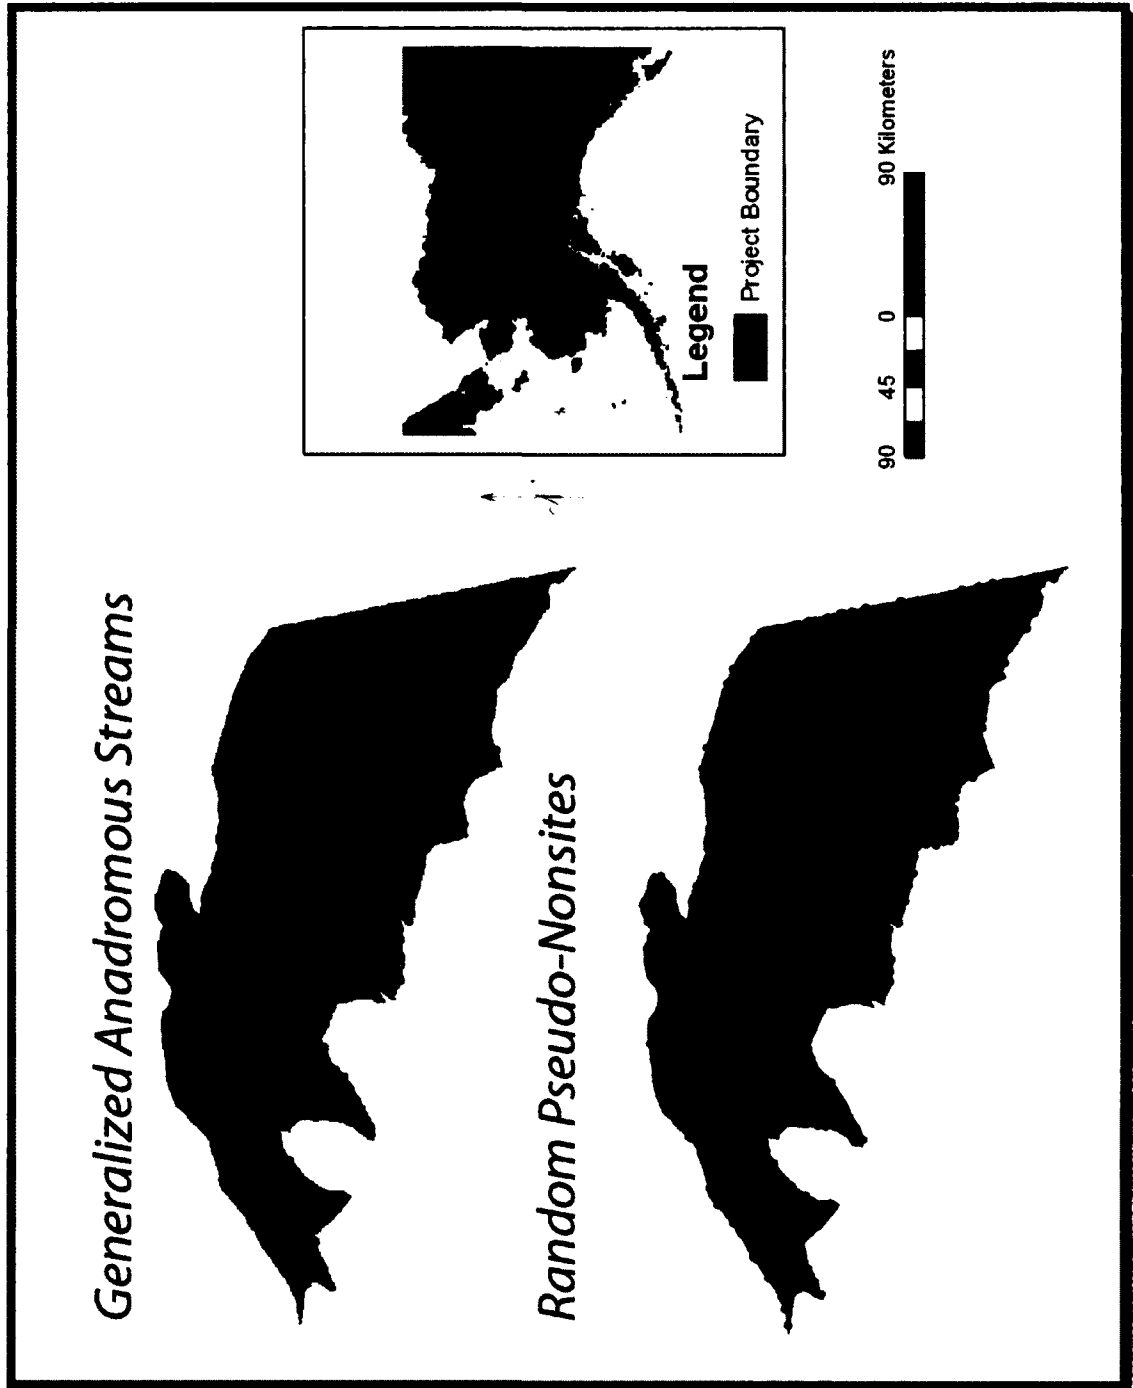 Generalized Anadromous Streams
Random Pseudo-Nonsites
Legend
Project Boundary
90 45 0 90 Kilometers